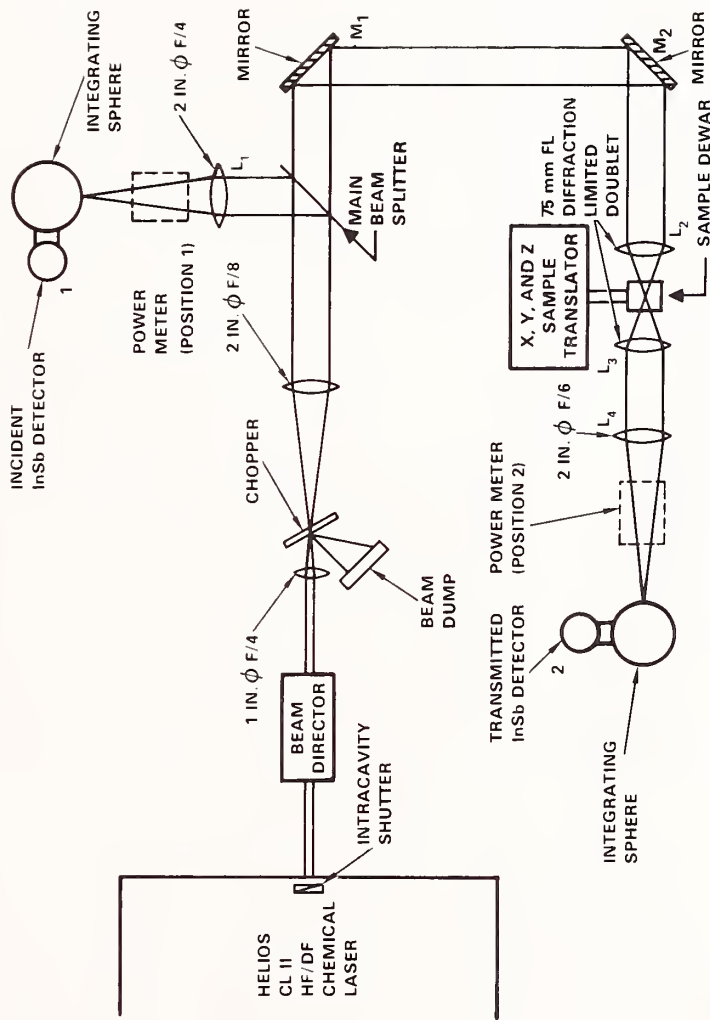 HELIOS
CL II
HF/DF
CHEMICAL
LASER
INTRACAVITY
SHUTTER
BEAM
DIRECTOR
1 IN. ϕ F/4
BEAM
DUMP
CHOPPER
2 IN. ϕ F/8
INCIDENT
InSb DETECTOR
1
INTEGRATING
SPHERE
POWER
METER
(POSITION 1)
2 IN. ϕ F/4
L1
MAIN
BEAM
SPLITTER
MIRROR
M1
M2
MIRROR
75 mm FL
DIFFRACTION
LIMITED
DOUBLET
L2
X, Y, AND Z
SAMPLE
TRANSLATOR
SAMPLE DEWAR
L3
L4
2 IN. ϕ F/6
POWER METER
(POSITION 2)
TRANSMITTED
InSb DETECTOR
2
INTEGRATING
SPHERE